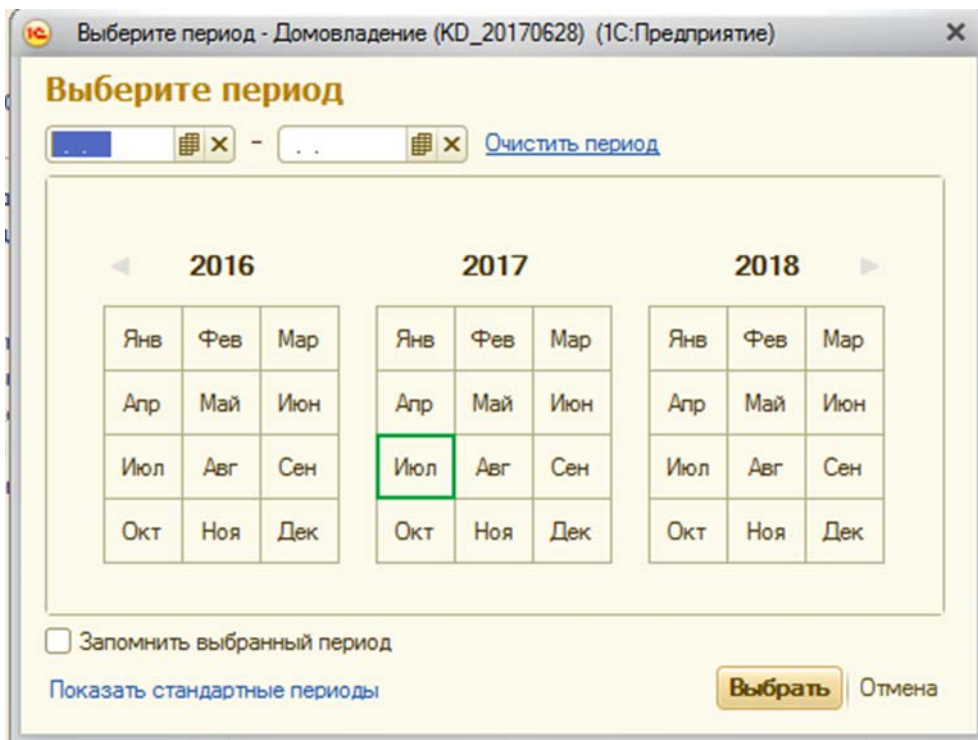 1С Выберите период - Домовладение (KD_20170628) (1С:Предприятие)
Выберите период
. . - . . Очистить период
2016 2017 2018
Янв Фев Мар Янв Фев Мар Янв Фев Мар
Апр Май Июн Апр Май Июн Апр Май Июн
Июл Авг Сен Июл Авг Сен Июл Авг Сен
Окт Ноя Дек Окт Ноя Дек Окт Ноя Дек
Запомнить выбранный период
Показать стандартные периоды Выбрать Отмена